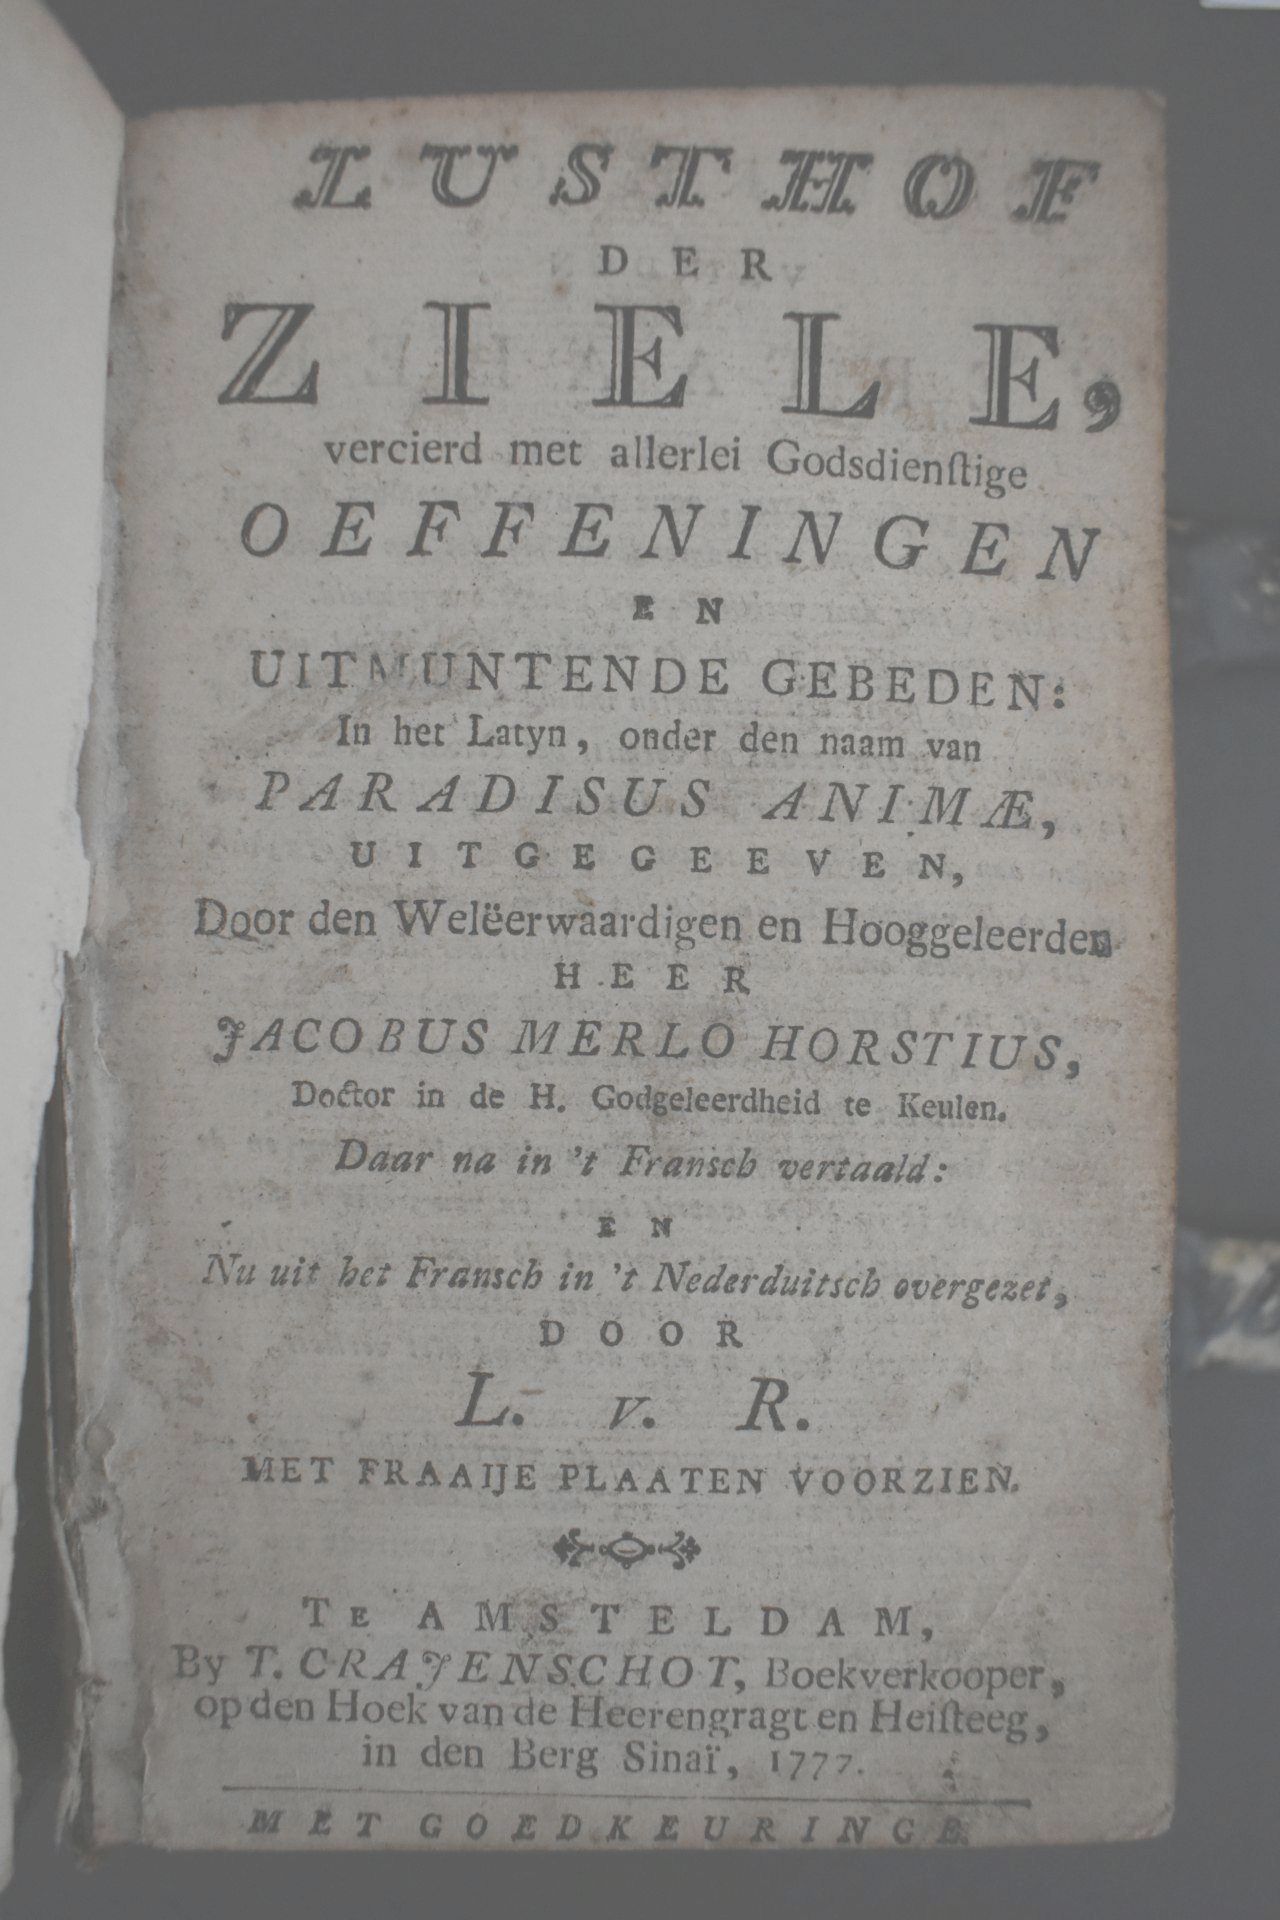 LUSTHOF
DER
ZIELE,
vercierd met allerlei Godsdienſtige
OEFFENINGEN
EN
UITMUNTENDE GEBEDEN:
In het Latyn, onder den naam van
PARADISUS ANIMÆ,
UITGEGEEVEN,
Door den Weleërwaardigen en Hooggeleerden
HEER
JACOBUS MERLO HORSTIUS,
Doctor in de H. Godgeleerdheid te Keulen.
Daar na in 't Fransch vertaald:
EN
Nu uit het Fransch in 't Nederduitsch overgezet,
DOOR
L. v. R.
MET FRAAIJE PLAATEN VOORZIEN.
TE AMSTELDAM,
By T. CRAJENSCHOT, Boekverkooper,
op den Hoek van de Heerengragt en Heiſteeg,
in den Berg Sinaï, 1777.
MET GOEDKEURINGE.